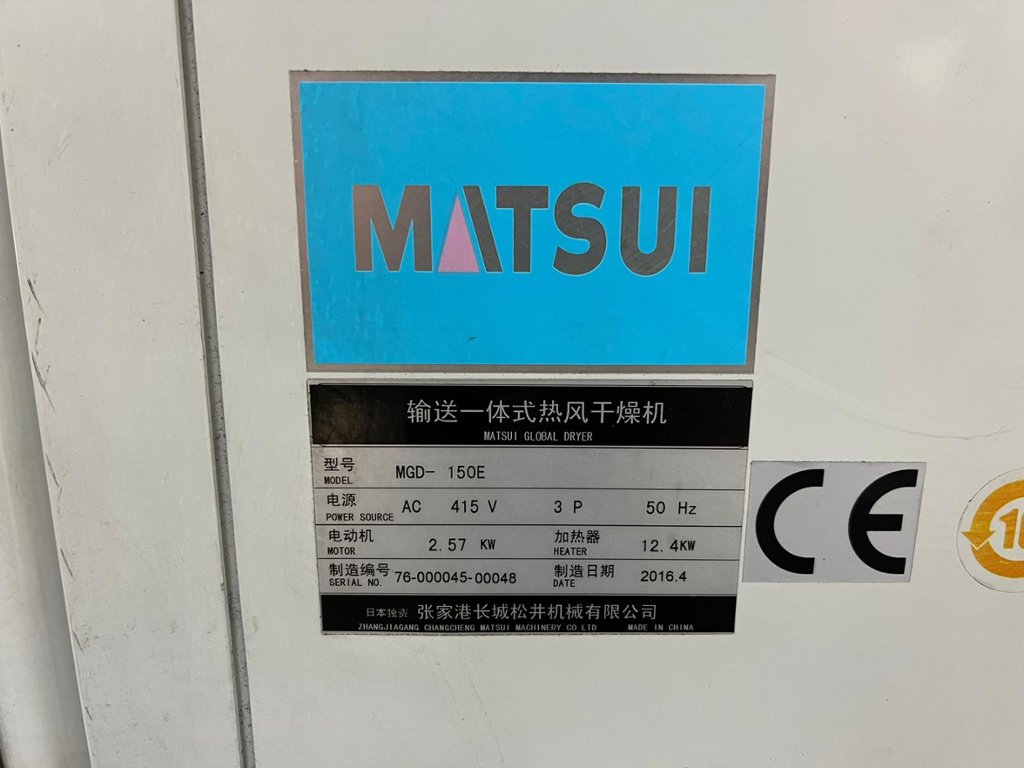 MATSUI
输送一体式热风干燥机
MATSUI GLOBAL DRYER
型号 MGD- 150E
MODEL
电源 AC 415 V 3 P 50 Hz
POWER SOURCE
电动机 2.57 KW 加热器 12.4KW
MOTOR HEATER
制造编号 76-000045-00048 制造日期 2016.4
SERIAL NO. DATE
日本独资 张家港长城松井机械有限公司
ZHANGJIAGANG CHANGCHENG MATSUI MACHINERY CO LTD MADE IN CHINA
CE